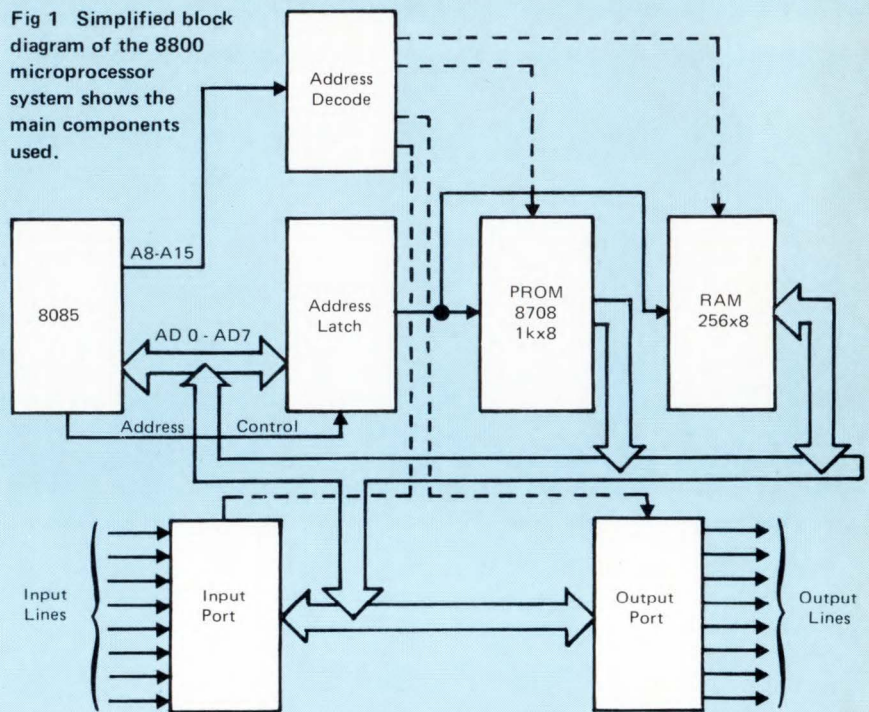 Fig 1 Simplified block
diagram of the 8800
microprocessor
system shows the
main components
used.
Address
Decode
A8-A15
8085
AD 0 - AD7
Address
Latch
PROM
8708
1kx8
RAM
256x8
Address Control
Input
Lines
Input
Port
Output
Port
Output
Lines